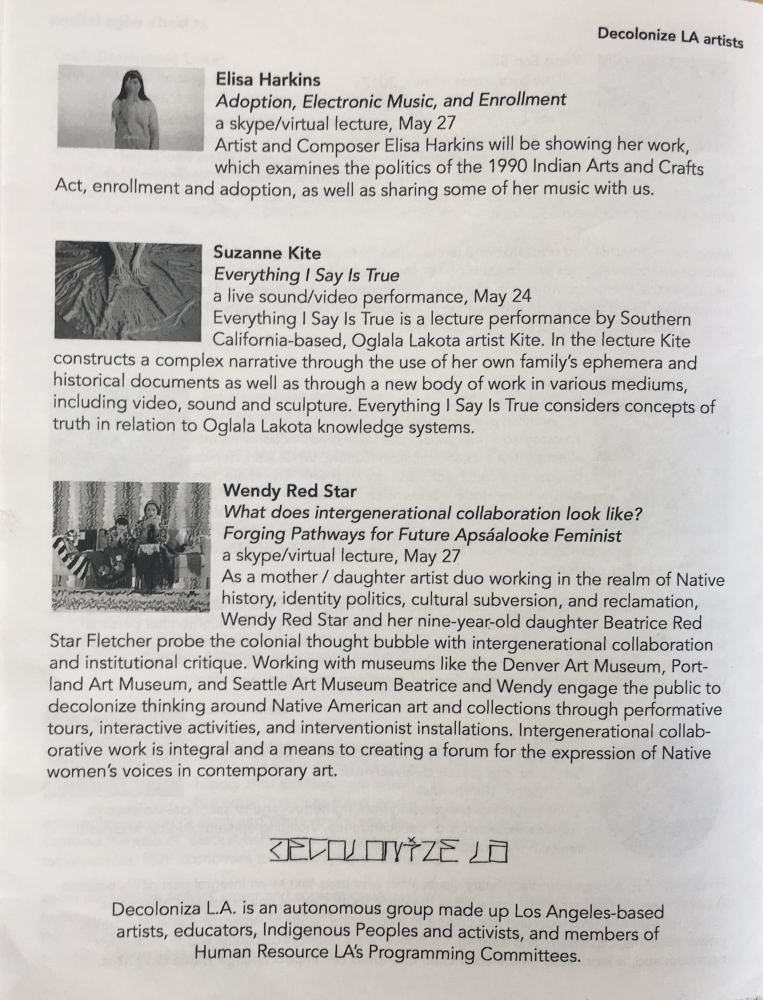 Decolonize LA artists
Elisa Harkins
Adoption, Electronic Music, and Enrollment
a skype/virtual lecture, May 27
Artist and Composer Elisa Harkins will be showing her work,
which examines the politics of the 1990 Indian Arts and Crafts
Act, enrollment and adoption, as well as sharing some of her music with us.
Suzanne Kite
Everything I Say Is True
a live sound/video performance, May 24
Everything I Say Is True is a lecture performance by Southern
California-based, Oglala Lakota artist Kite. In the lecture Kite
constructs a complex narrative through the use of her own family's ephemera and
historical documents as well as through a new body of work in various mediums,
including video, sound and sculpture. Everything I Say Is True considers concepts of
truth in relation to Oglala Lakota knowledge systems.
Wendy Red Star
What does intergenerational collaboration look like?
Forging Pathways for Future Apsáalooke Feminist
a skype/virtual lecture, May 27
As a mother / daughter artist duo working in the realm of Native
history, identity politics, cultural subversion, and reclamation,
Wendy Red Star and her nine-year-old daughter Beatrice Red
Star Fletcher probe the colonial thought bubble with intergenerational collaboration
and institutional critique. Working with museums like the Denver Art Museum, Port-
land Art Museum, and Seattle Art Museum Beatrice and Wendy engage the public to
decolonize thinking around Native American art and collections through performative
tours, interactive activities, and interventionist installations. Intergenerational collab-
orative work is integral and a means to creating a forum for the expression of Native
women's voices in contemporary art.
DECOLONIZE LA
Decoloniza L.A. is an autonomous group made up Los Angeles-based
artists, educators, Indigenous Peoples and activists, and members of
Human Resource LA's Programming Committees.